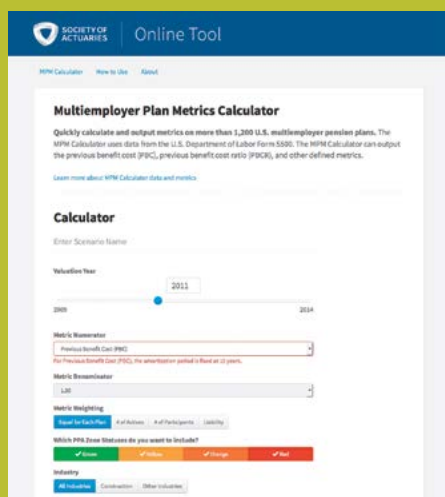 SOCIETY OF
ACTUARIES
Online Tool
MPM Calculator How to Use About
Multiemployer Plan Metrics Calculator
Quickly calculate and output metrics on more than 1,200 U.S. multiemployer pension plans. The
MPM Calculator uses data from the U.S. Department of Labor Form 5500. The MPM Calculator can output
the previous benefit cost (PBC), previous benefit cost ratio (PBCR), and other defined metrics.
Learn more about MPM Calculator data and metrics
Calculator
Enter Scenario Name
Valuation Year
2011
2009 2014
Metric Numerator
Previous Benefit Cost (PBC)
For Previous Benefit Cost (PBC), the amortization period is fixed at 15 years.
Metric Denominator
1.00
Metric Weighting
Equal for Each Plan # of Actives # of Participants Liability
Which PPA Zone Statuses do you want to include?
Green Yellow Orange Red
Industry
All Industries Construction Other Industries